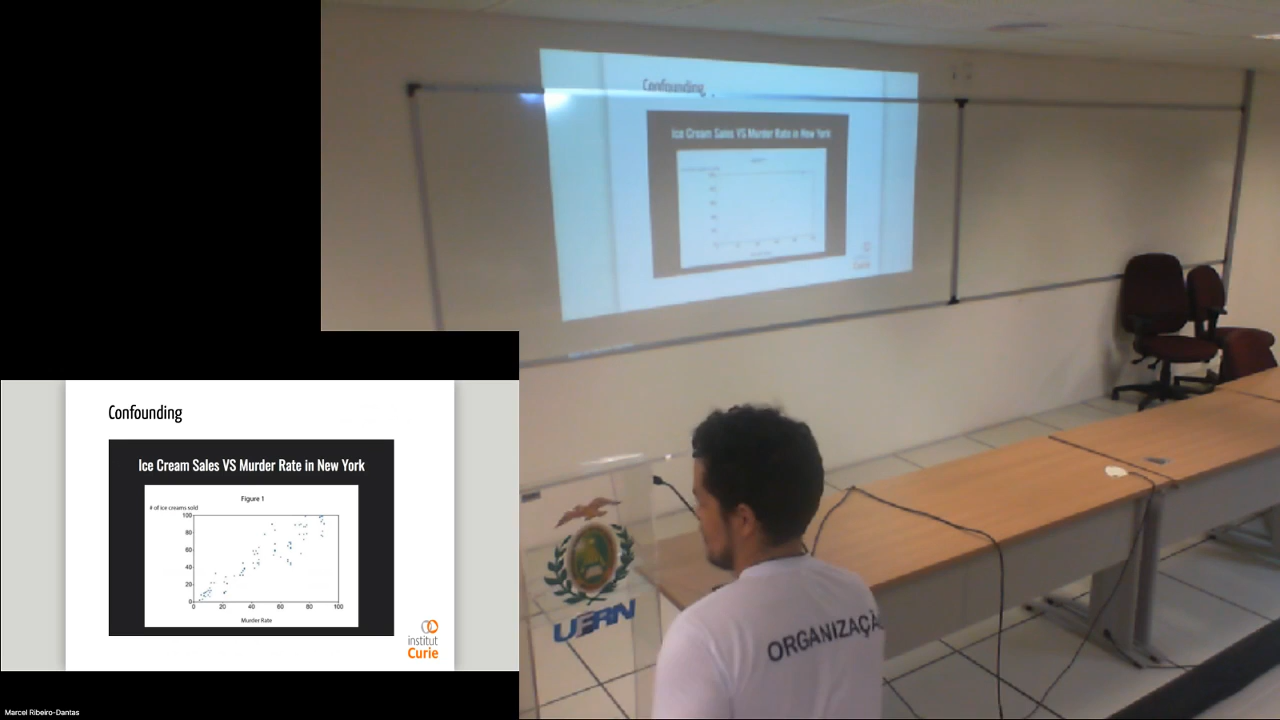 Confounding
Ice Cream Sales VS Murder Rate in New York
Confounding
Ice Cream Sales VS Murder Rate in New York
Figure 1
# of ice creams sold
100
80
60
40
20
0
0 20 40 60 80 100
Murder Rate
institut
Curie
Curie
UERN
ORGANIZAÇÃ
Marcel Ribeiro-Dantas